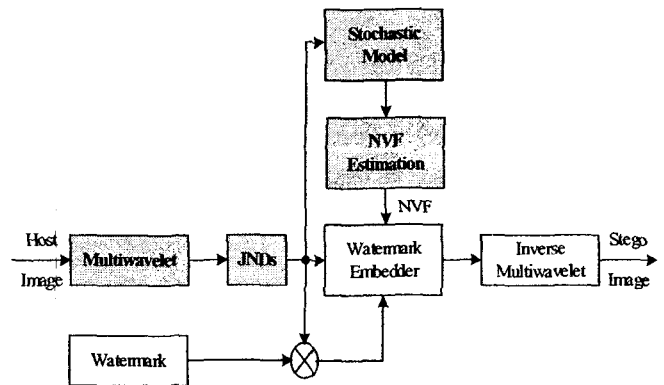 Stochastic
Model
NVF
Estimation
NVF
Host
Image
Multiwavelet
JNDs
Watermark
Embedder
Inverse
Multiwavelet
Stego
Image
Watermark